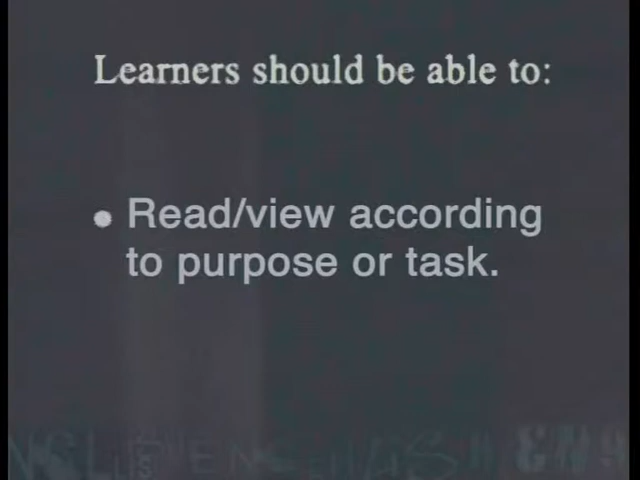 Learners should be able to:
• Read/view according
to purpose or task.